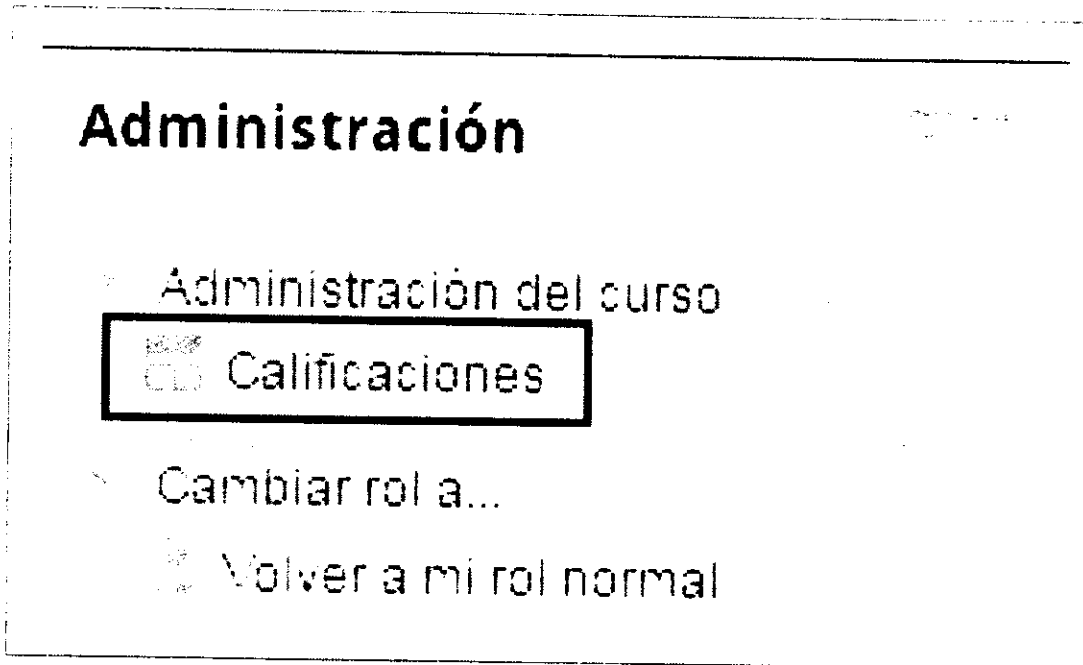 Administración
Administración del curso
Calificaciones
Cambiar rol a...
Volver a mi rol normal